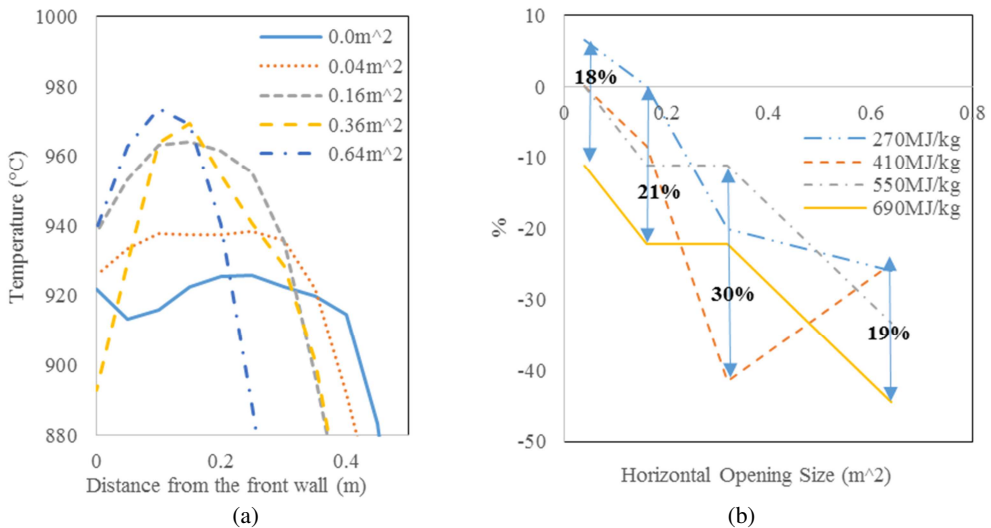 Temperature (°C)
1000
980
960
940
920
900
880
0
0.2
0.4
Distance from the front wall (m)
0.0m^2
0.04m^2
0.16m^2
0.36m^2
0.64m^2
(a)
%
10
0
-10
-20
-30
-40
-50
0
0.2
0.4
0.6
0.8
18%
21%
30%
19%
270MJ/kg
410MJ/kg
550MJ/kg
690MJ/kg
Horizontal Opening Size (m^2)
(b)